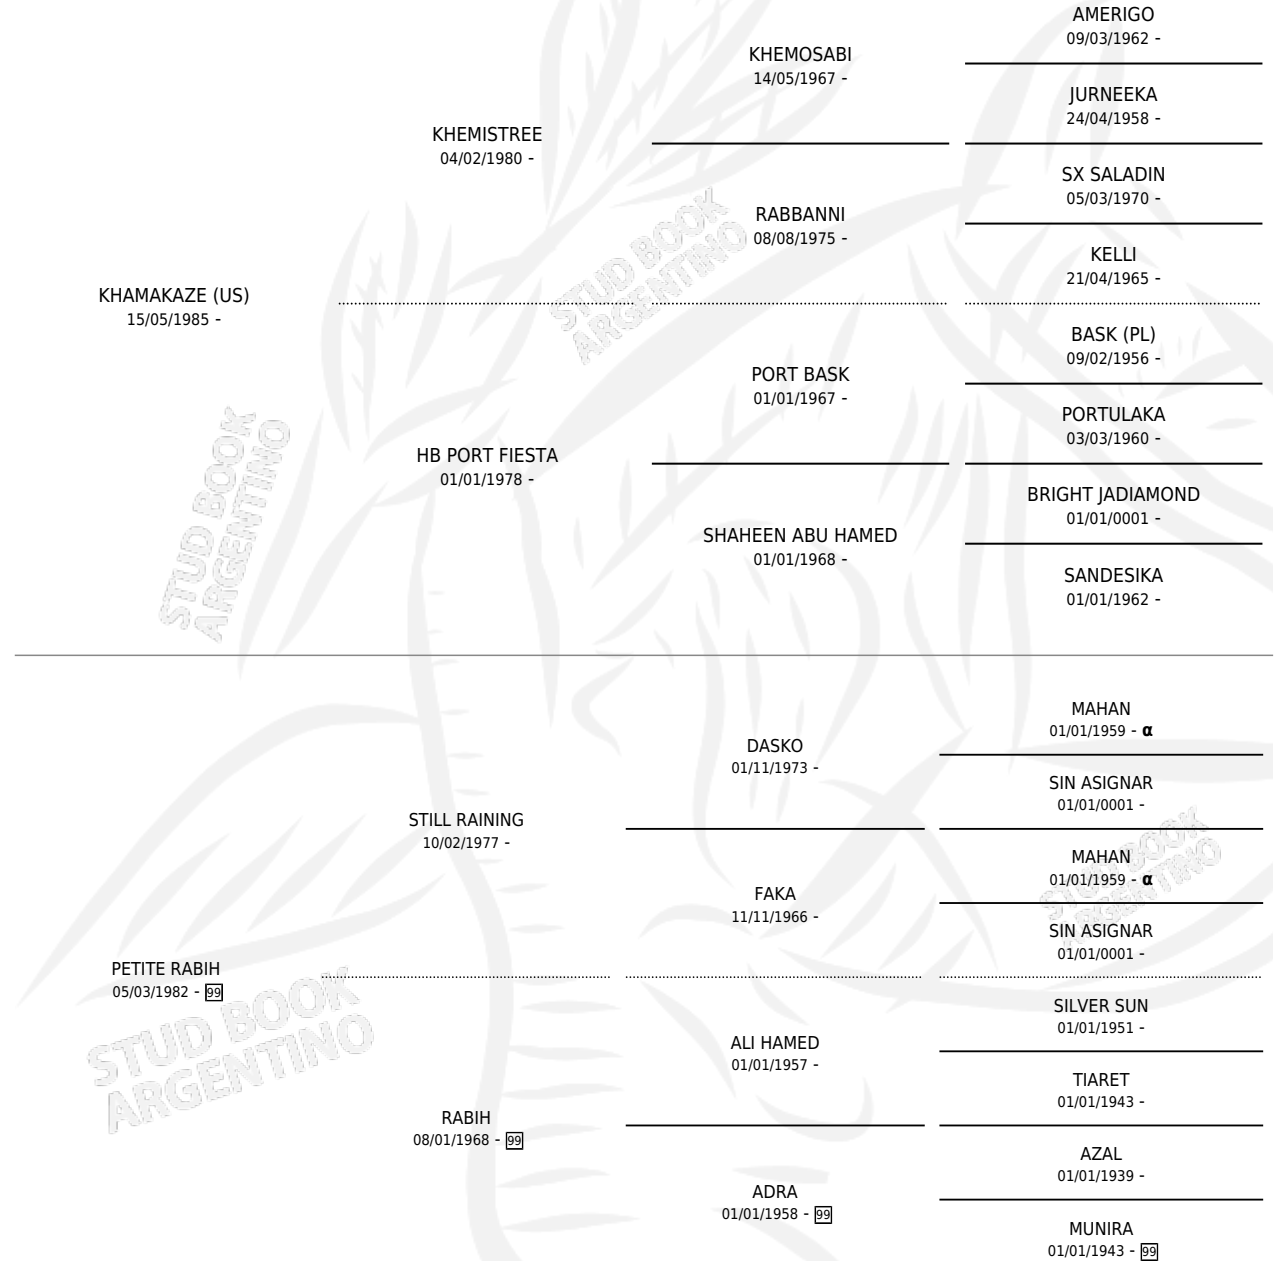 AMERIGO
09/03/1962 -
KHEMOSABI
14/05/1967 -
JURNEEKA
24/04/1958 -
KHEMISTREE
04/02/1980 -
SX SALADIN
05/03/1970 -
RABBANNI
08/08/1975 -
KELLI
21/04/1965 -
KHAMAKAZE (US)
15/05/1985 -
BASK (PL)
09/02/1956 -
PORT BASK
01/01/1967 -
PORTULAKA
03/03/1960 -
HB PORT FIESTA
01/01/1978 -
BRIGHT JADIAMOND
01/01/0001 -
SHAHEEN ABU HAMED
01/01/1968 -
SANDESIKA
01/01/1962 -
STUD BOOK
ARGENTINO
STUD BOOK
ARGENTINO
MAHAN
01/01/1959 - α
DASKO
01/11/1973 -
SIN ASIGNAR
01/01/0001 -
STILL RAINING
10/02/1977 -
MAHAN
01/01/1959 - α
FAKA
11/11/1966 -
SIN ASIGNAR
01/01/0001 -
STUD BOOK
ARGENTINO
PETITE RABIH
05/03/1982 - 99
SILVER SUN
01/01/1951 -
ALI HAMED
01/01/1957 -
TIARET
01/01/1943 -
STUD BOOK
ARGENTINO
RABIH
08/01/1968 - 99
AZAL
01/01/1939 -
ADRA
01/01/1958 - 99
MUNIRA
01/01/1943 - 99